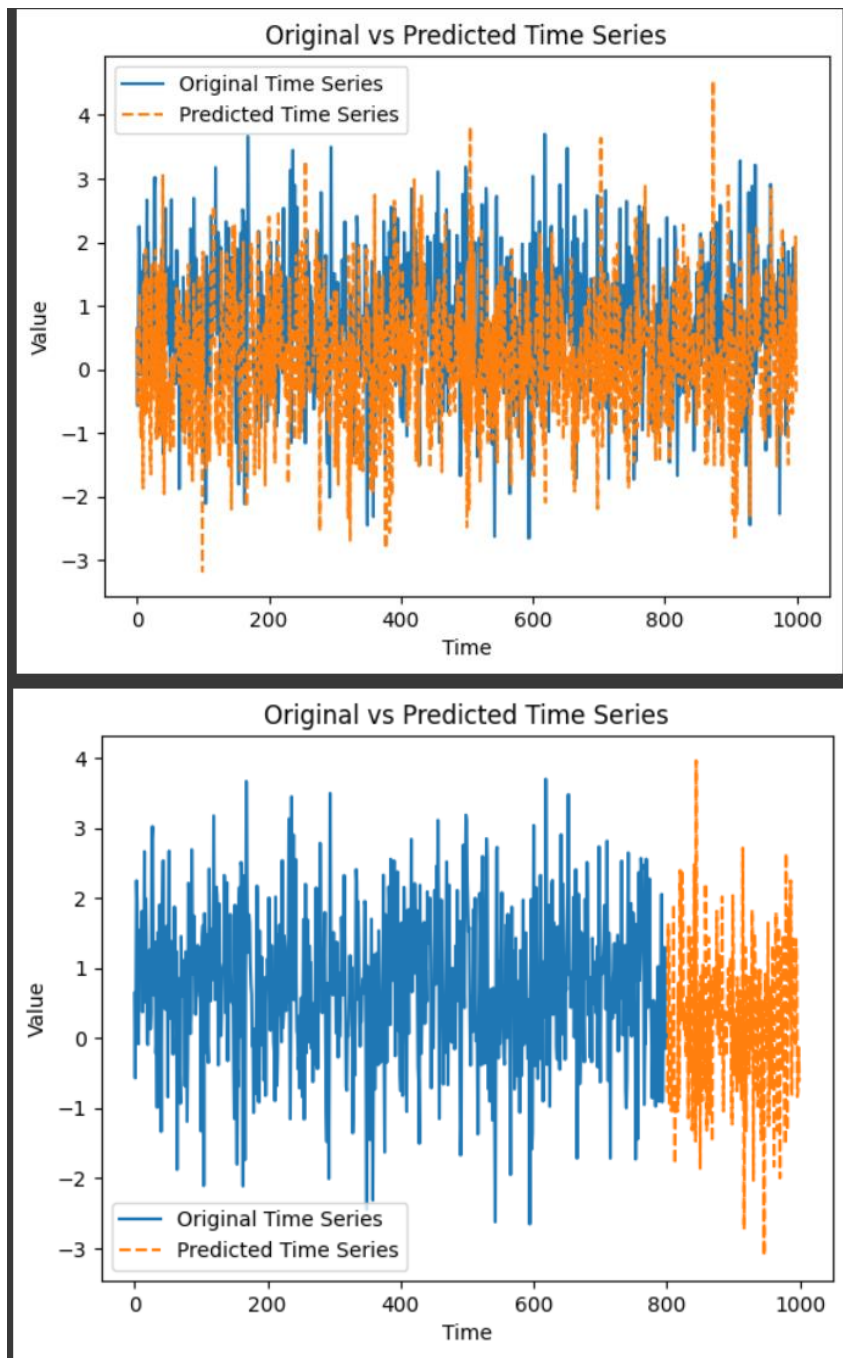 Original vs Predicted Time Series
Original Time Series
Predicted Time Series
4
3
2
1
0
−1
−2
−3
Value
0 200 400 600 800 1000
Time
Original vs Predicted Time Series
4
3
2
1
0
−1
−2
−3
Value
Original Time Series
Predicted Time Series
0 200 400 600 800 1000
Time